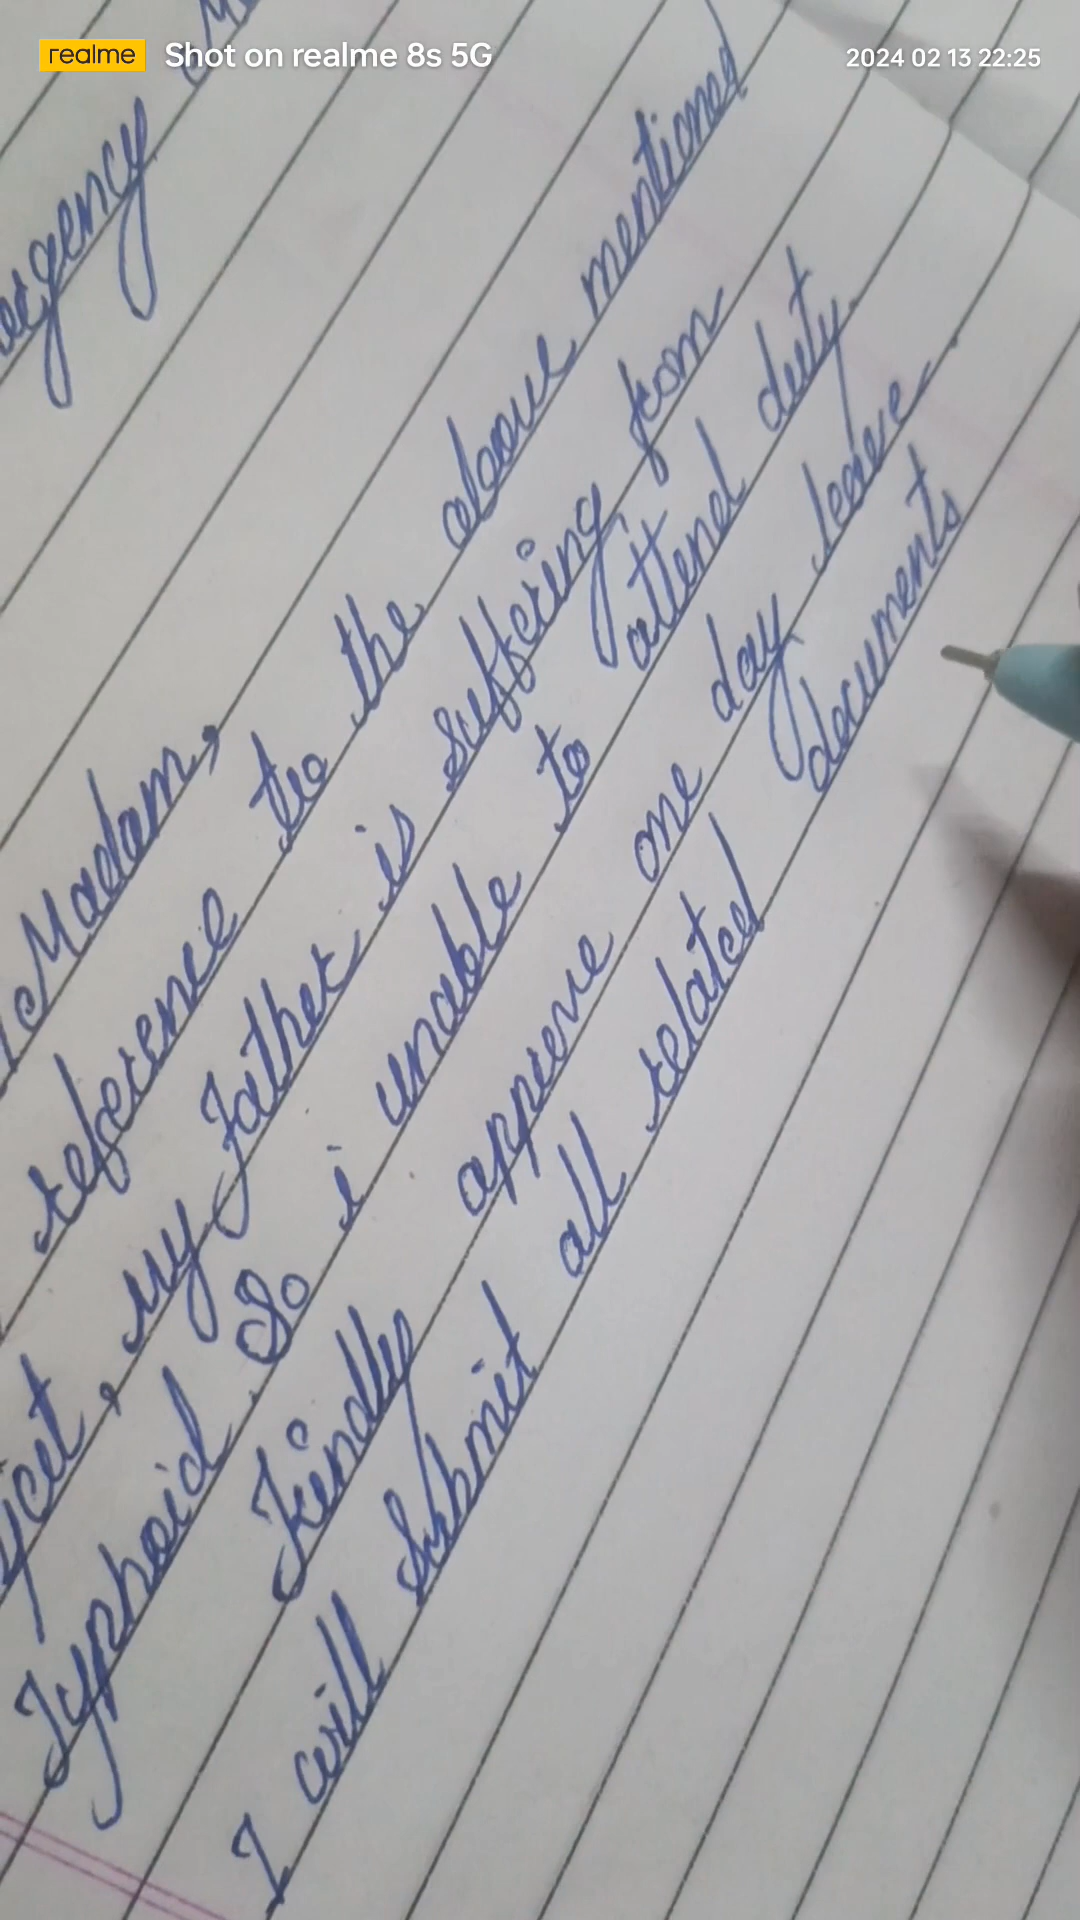 realme Shot on realme 8s 5G
2024 02 13 22:25
Madam,
reference to the above mentioned
my Father is suffering from
Typhoid. So i unable to attend duty.
Kindly approve one day leave.
I will Submit all related documents